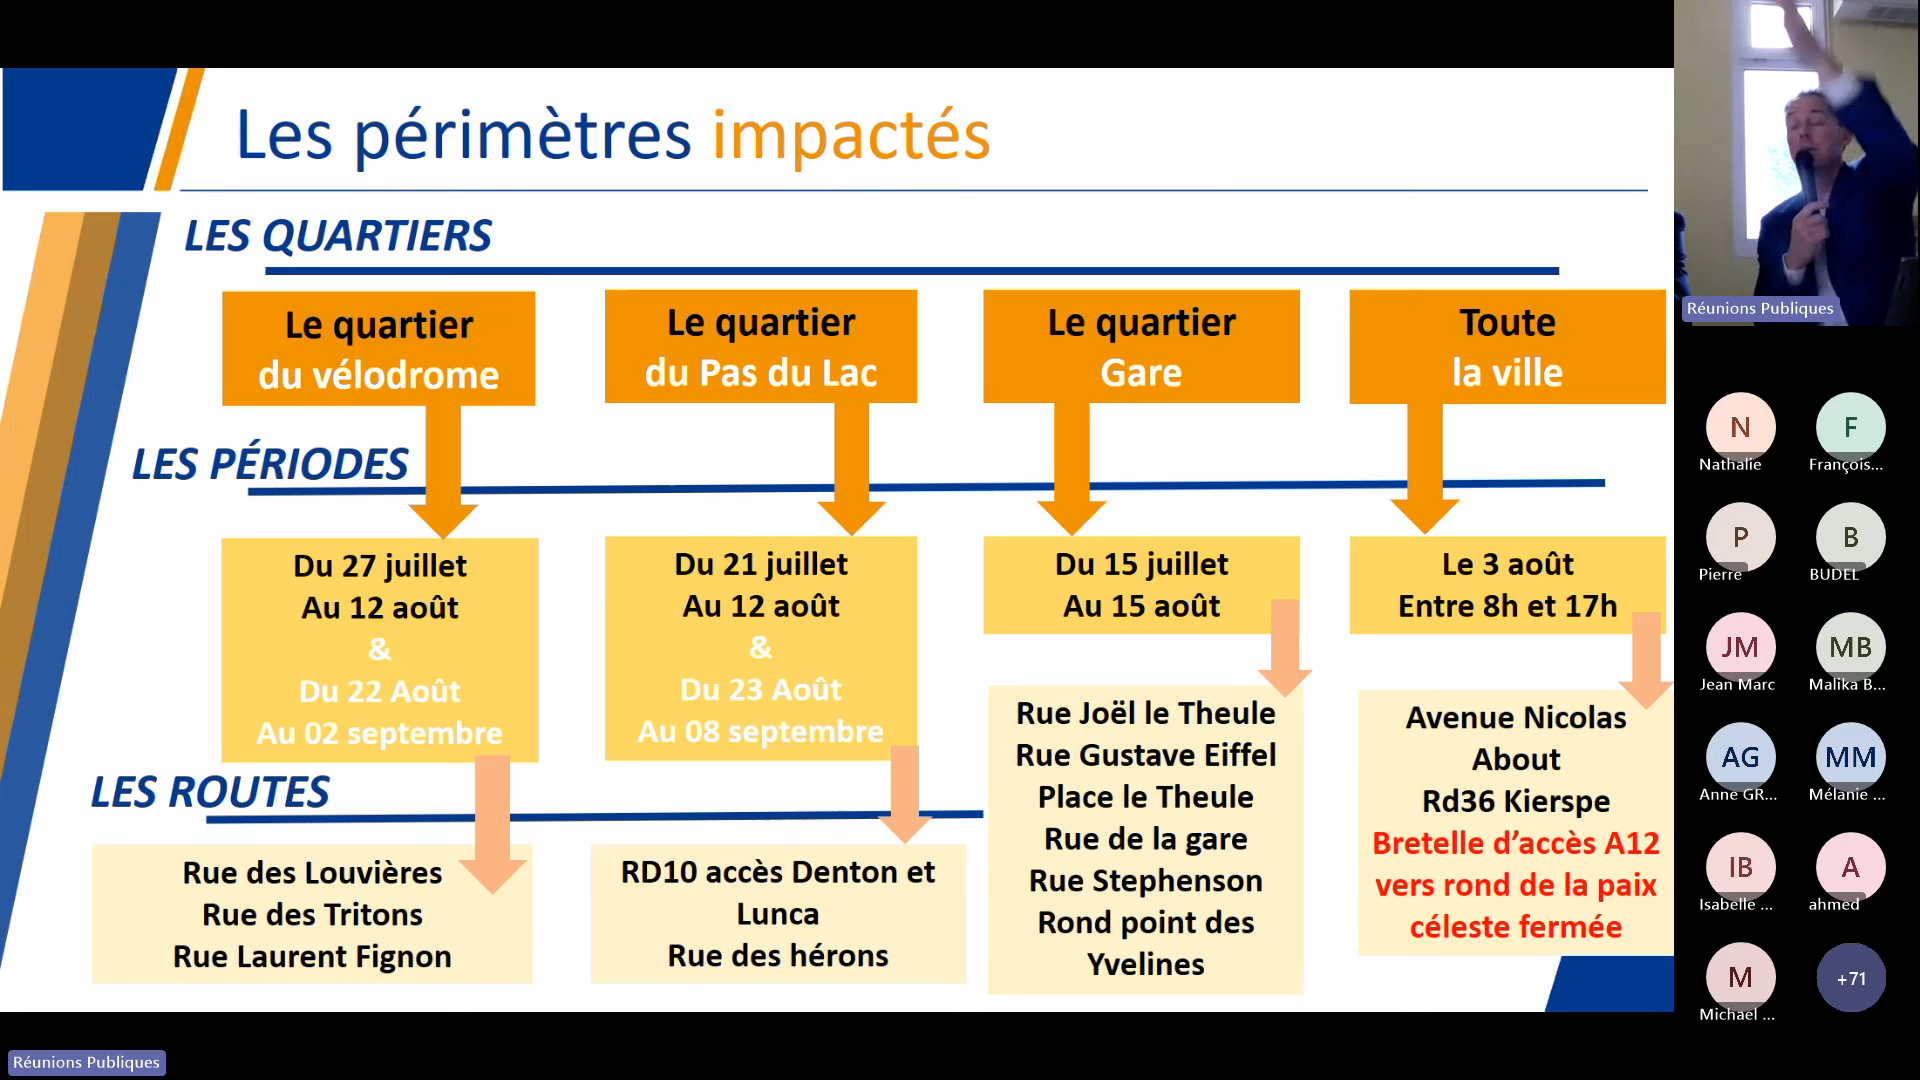 Les périmètres impactés
LES QUARTIERS
Le quartier
du vélodrome
Le quartier
du Pas du Lac
Le quartier
Gare
Toute
la ville
LES PÉRIODES
Du 27 juillet
Au 12 août
&
Du 22 Août
Au 02 septembre
Du 21 juillet
Au 12 août
&
Du 23 Août
Au 08 septembre
Du 15 juillet
Au 15 août
Le 3 août
Entre 8h et 17h
LES ROUTES
Rue des Louvières
Rue des Tritons
Rue Laurent Fignon
RD10 accès Denton et
Lunca
Rue des hérons
Rue Joël le Theule
Rue Gustave Eiffel
Place le Theule
Rue de la gare
Rue Stephenson
Rond point des
Yvelines
Avenue Nicolas
About
Rd36 Kierspe
Bretelle d'accès A12
vers rond de la paix
céleste fermée
Réunions Publiques
N
Nathalie
F
François...
P
Pierre
B
BUDEL
JM
Jean Marc
MB
Malika B...
AG
Anne GR...
MM
Mélanie ...
IB
Isabelle ...
A
ahmed
M
Michael ...
+71
Réunions Publiques